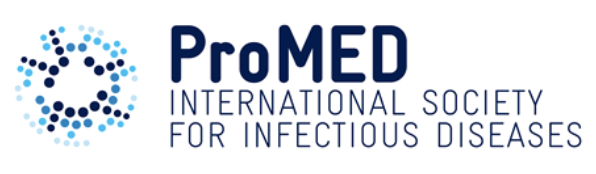 ProMED
INTERNATIONAL SOCIETY
FOR INFECTIOUS DISEASES